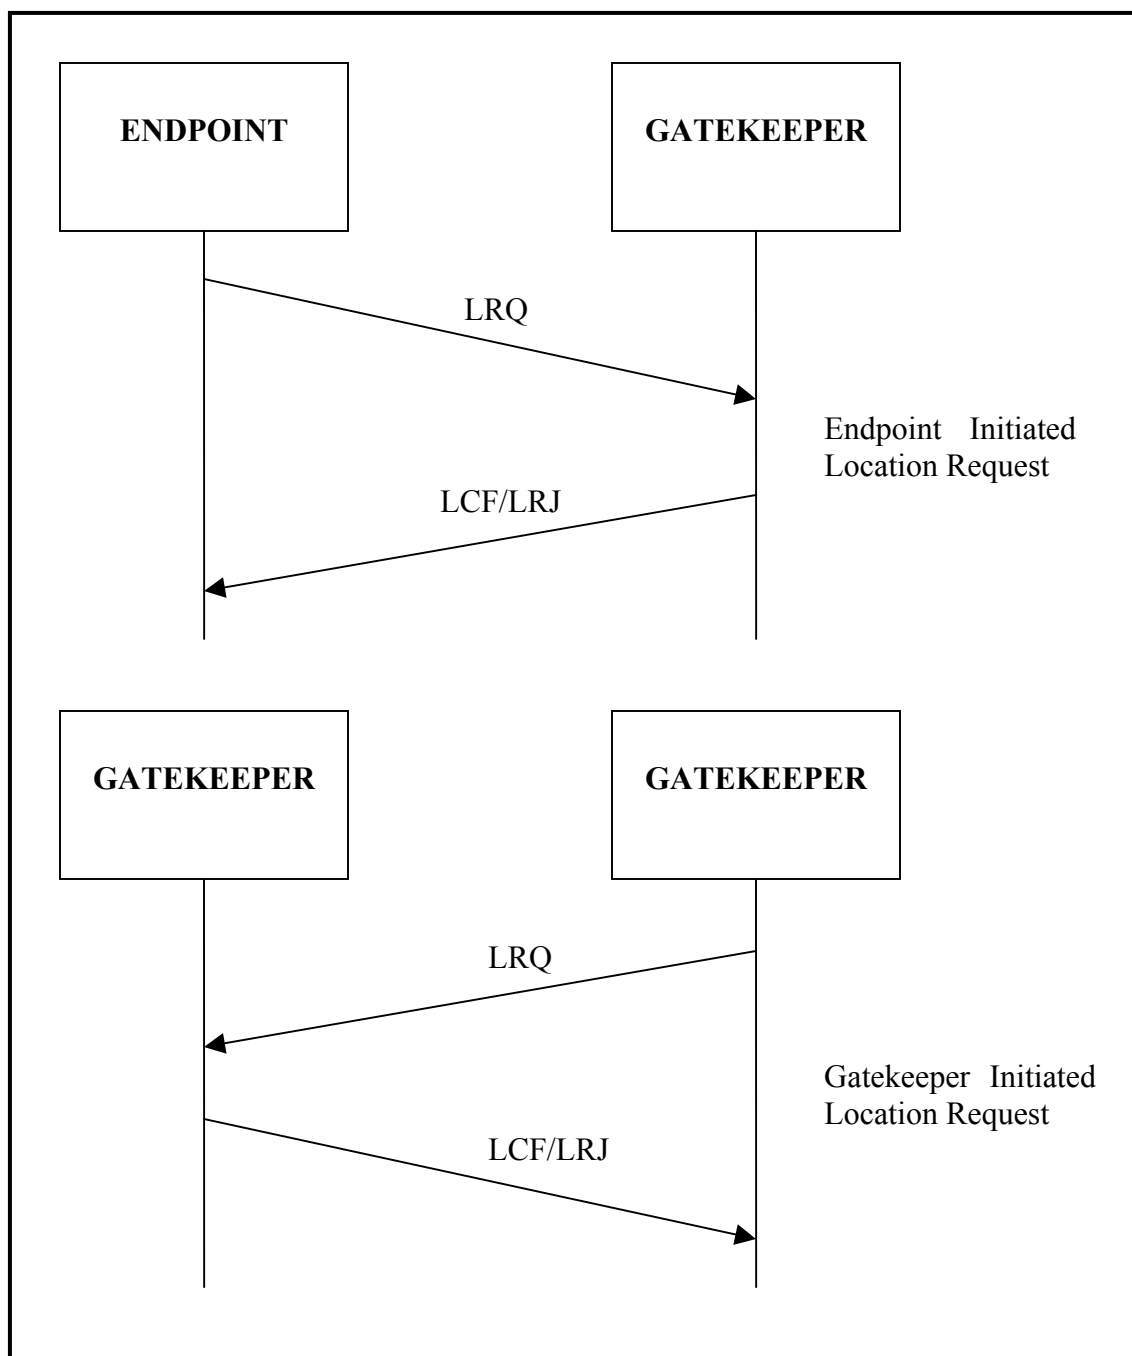 ENDPOINT
GATEKEEPER
LRQ
Endpoint Initiated
Location Request
LCF/LRJ
GATEKEEPER
GATEKEEPER
LRQ
Gatekeeper Initiated
Location Request
LCF/LRJ